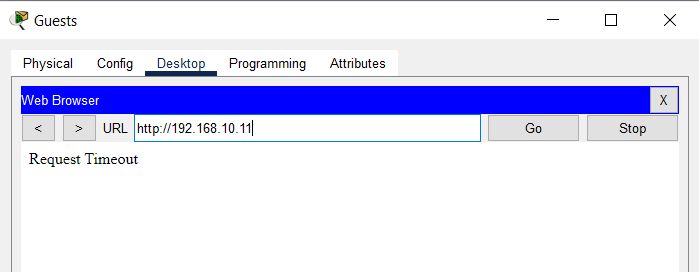 Guests
Physical Config Desktop Programming Attributes
Web Browser X
< > URL http://192.168.10.11 Go Stop
Request Timeout